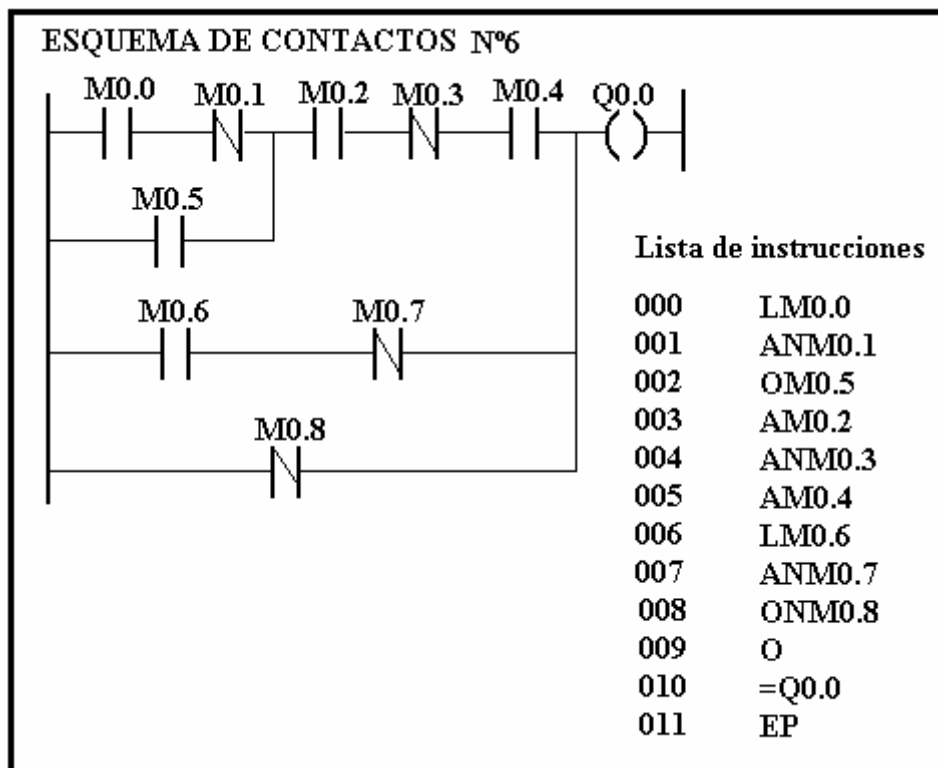 ESQUEMA DE CONTACTOS Nº6
M0.0 M0.1 M0.2 M0.3 M0.4 Q0.0
M0.5
M0.6 M0.7
M0.8
Lista de instrucciones
000 LM0.0
001 ANM0.1
002 OM0.5
003 AM0.2
004 ANM0.3
005 AM0.4
006 LM0.6
007 ANM0.7
008 ONM0.8
009 O
010 =Q0.0
011 EP